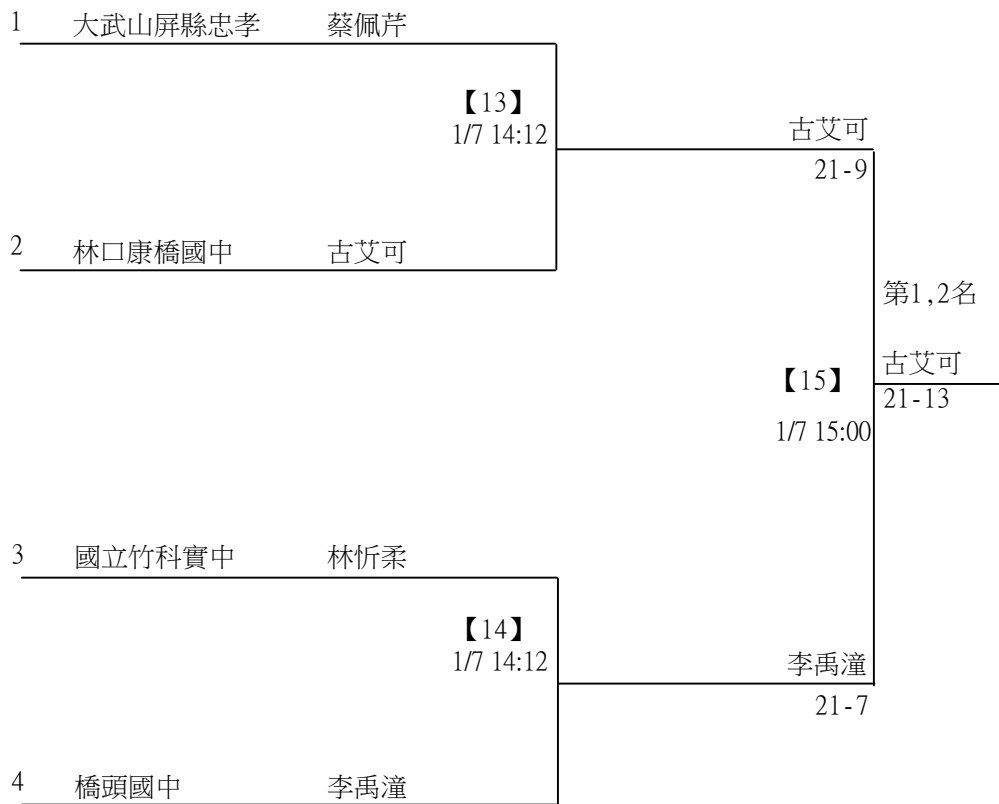 1 大武山屏縣忠孝 蔡佩芹
【13】
1/7 14:12
古艾可
21-9
2 林口康橋國中 古艾可
第1,2名
古艾可
【15】
21-13
1/7 15:00
3 國立竹科實中 林忻柔
【14】
1/7 14:12
李禹潼
21-7
4 橋頭國中 李禹潼